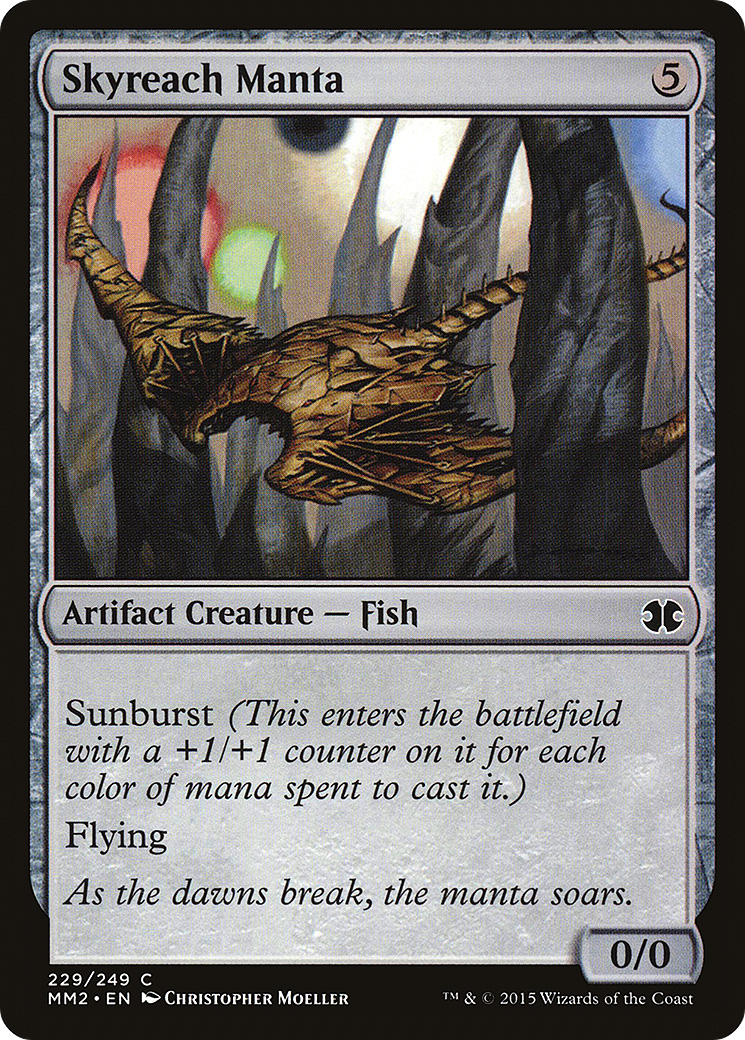 Skyreach Manta 5
Artifact Creature — Fish
Sunburst (This enters the battlefield
with a +1/+1 counter on it for each
color of mana spent to cast it.)
Flying
As the dawns break, the manta soars.
0/0
229/249 C
MM2 • EN Christopher Moeller
™ & © 2015 Wizards of the Coast